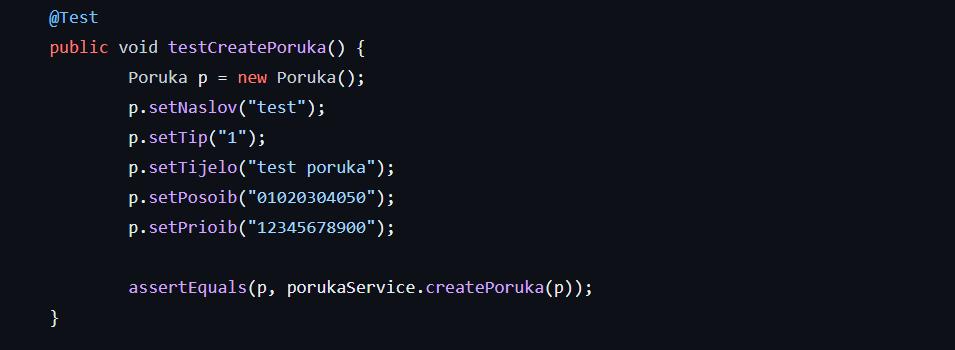 @Test
public void testCreatePoruka() {
Poruka p = new Poruka();
p.setNaslov("test");
p.setTip("1");
p.setTijelo("test poruka");
p.setPosoib("01020304050");
p.setPrioib("12345678900");
assertEquals(p, porukaService.createPoruka(p));
}